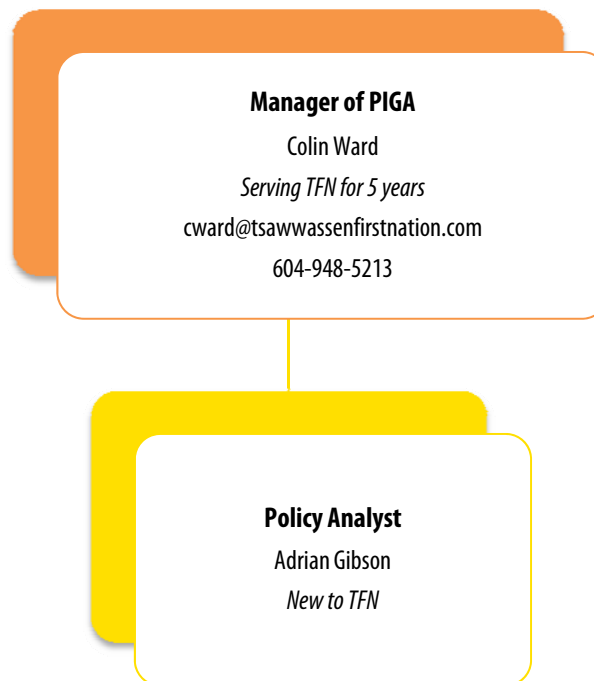 Manager of PIGA
Colin Ward
Serving TFN for 5 years
cward@tsawwassenfirstnation.com
604-948-5213
Policy Analyst
Adrian Gibson
New to TFN